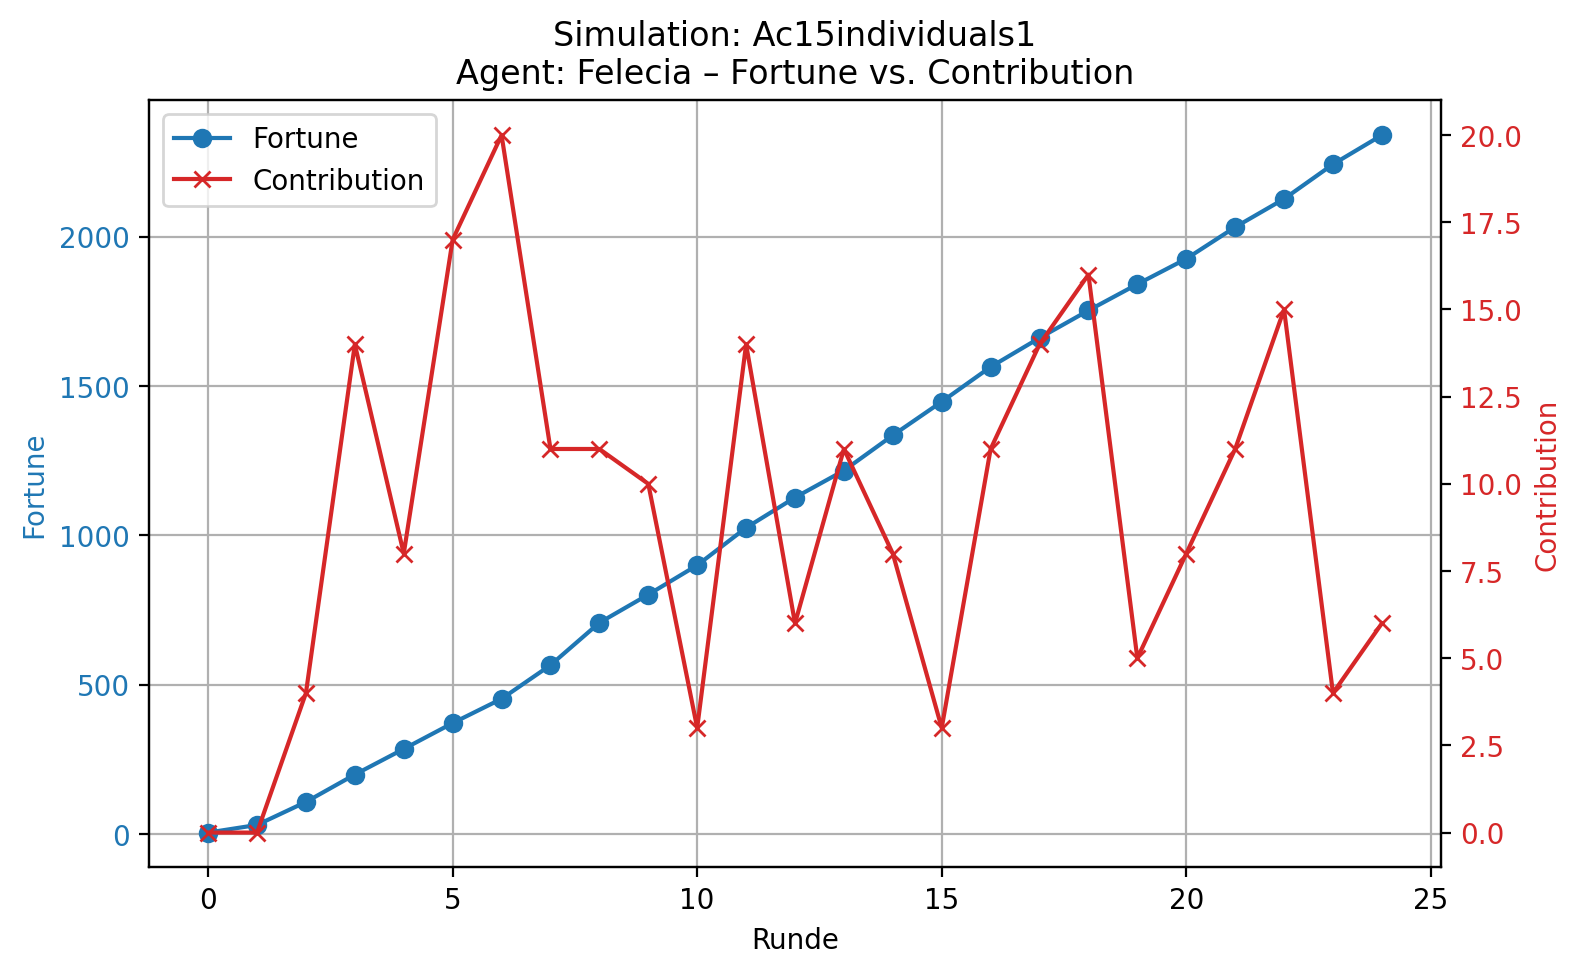 Simulation: Ac15individuals1
Agent: Felecia – Fortune vs. Contribution
Fortune
Contribution
2000
1500
1000
500
0
Fortune
20.0
17.5
15.0
12.5
10.0
7.5
5.0
2.5
0.0
Contribution
0 5 10 15 20 25
Runde